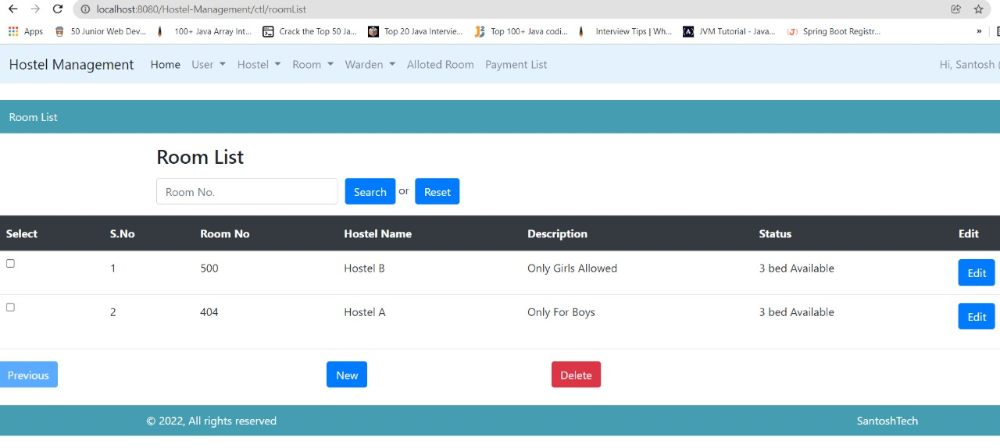 localhost:8080/Hostel-Management/ctl/roomList
Apps 50 Junior Web Dev... 100+ Java Array Int... Crack the Top 50 Ja... Top 20 Java Intervie... Top 100+ Java codi... Interview Tips | Wh... JVM Tutorial - Java... Spring Boot Registr... »
Hostel Management Home User Hostel Room Warden Alloted Room Payment List Hi, Santosh (
Room List
Room List
Room No. Search or Reset
Select S.No Room No Hostel Name Description Status Edit
1 500 Hostel B Only Girls Allowed 3 bed Available Edit
2 404 Hostel A Only For Boys 3 bed Available Edit
Previous New Delete
© 2022, All rights reserved SantoshTech